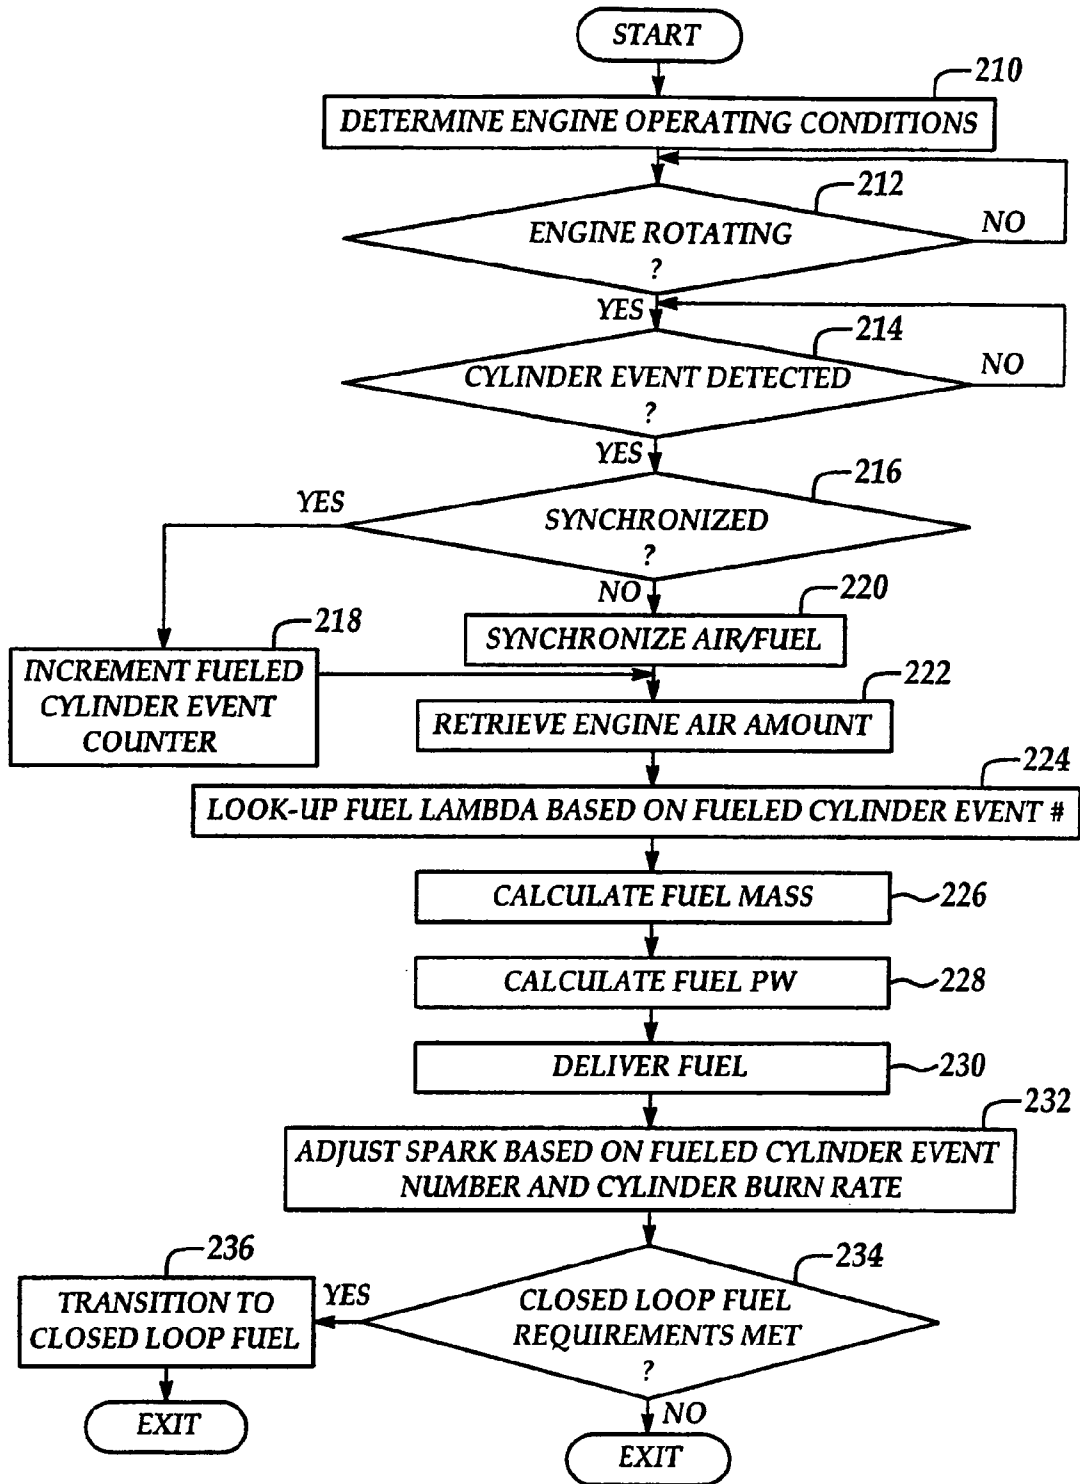 START
210
DETERMINE ENGINE OPERATING CONDITIONS
212
ENGINE ROTATING
?
NO
YES
214
CYLINDER EVENT DETECTED
?
NO
YES
216
YES
SYNCHRONIZED
?
NO
220
SYNCHRONIZE AIR/FUEL
218
INCREMENT FUELED
CYLINDER EVENT
COUNTER
222
RETRIEVE ENGINE AIR AMOUNT
224
LOOK-UP FUEL LAMBDA BASED ON FUELED CYLINDER EVENT #
CALCULATE FUEL MASS
226
CALCULATE FUEL PW
228
DELIVER FUEL
230
232
ADJUST SPARK BASED ON FUELED CYLINDER EVENT
NUMBER AND CYLINDER BURN RATE
234
CLOSED LOOP FUEL
REQUIREMENTS MET
?
YES
236
TRANSITION TO
CLOSED LOOP FUEL
EXIT
NO
EXIT